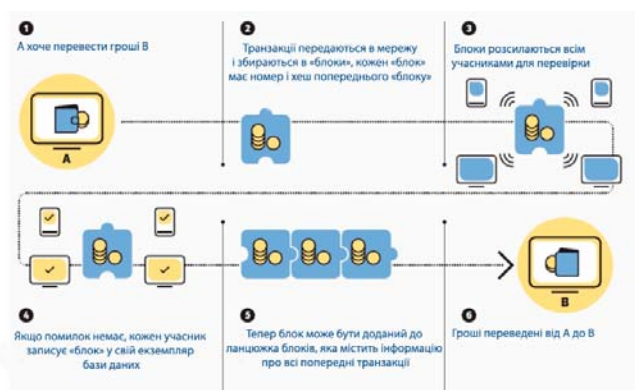 1
А хоче перевести гроші В
А
2
Транзакції передаються в мережу
і збираються в «блоки», кожен «блок»
має номер і хеш попереднього «блоку»
3
Блоки розсилаються всім
учасниками для перевірки
4
Якщо помилок немає, кожен учасник
записує «блок» у свій екземпляр
бази даних
5
Тепер блок може бути доданий до
ланцюжка блоків, яка містить інформацію
про всі попередні транзакції
В
6
Гроші переведені від А до В